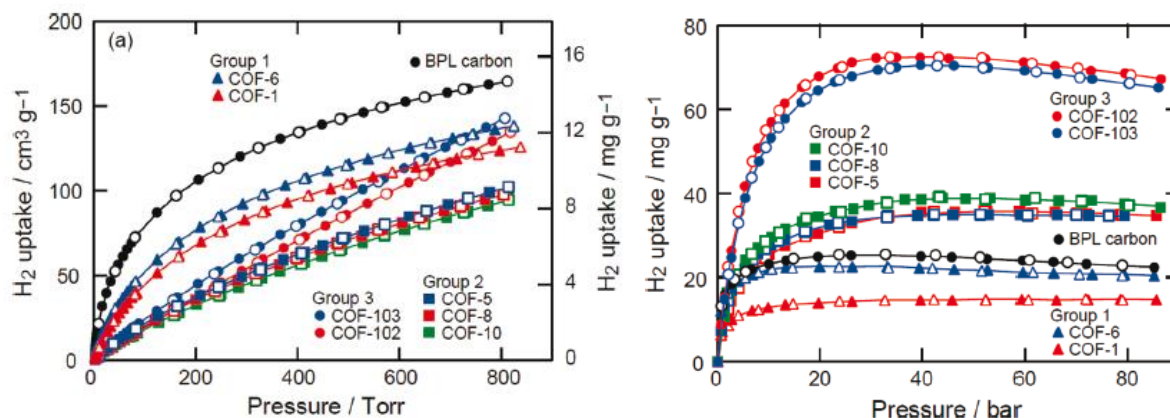 (a)
Group 1
COF-6
COF-1
BPL carbon
Group 3
COF-103
COF-102
Group 2
COF-5
COF-8
COF-10
H₂ uptake / cm³ g⁻¹
200
150
100
50
0
0
200
400
600
800
Pressure / Torr
16
12
8
4
0
H₂ uptake / mg g⁻¹
H₂ uptake / mg g⁻¹
80
60
40
20
0
Group 3
COF-102
COF-103
Group 2
COF-10
COF-8
COF-5
BPL carbon
Group 1
COF-6
COF-1
0
20
40
60
80
Pressure / bar